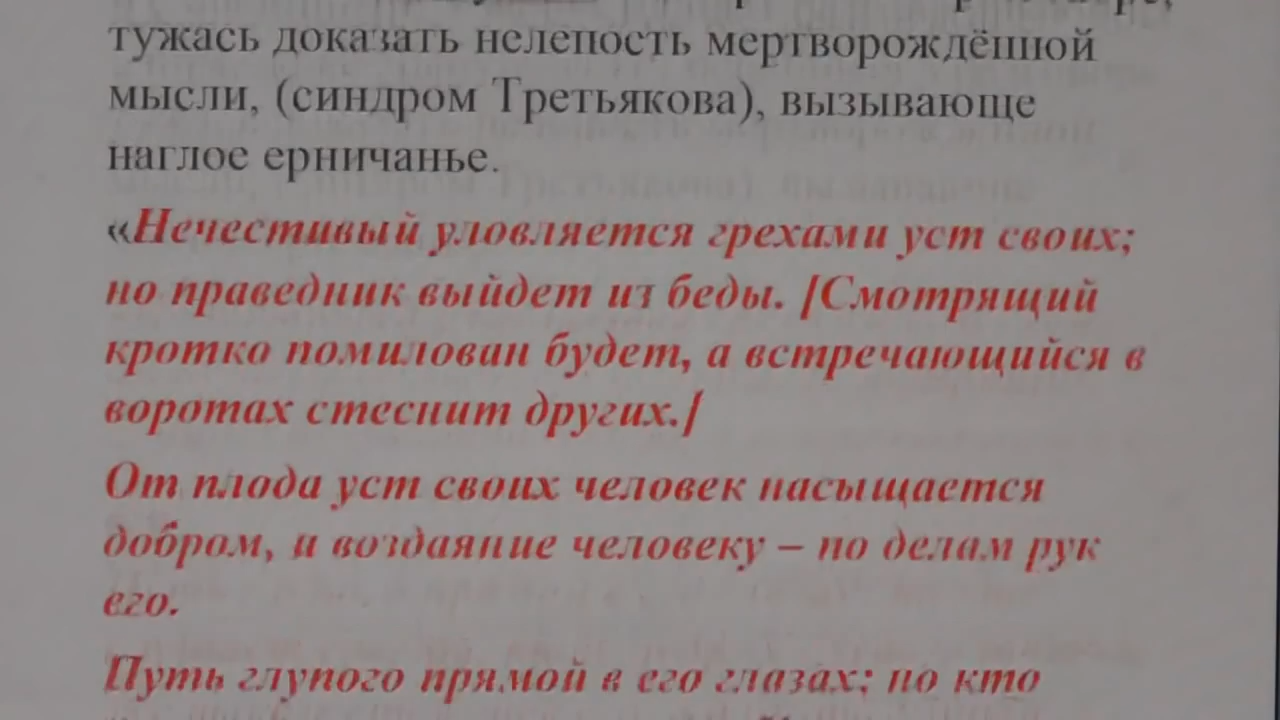 тужась доказать нелепость мертворождённой
мысли, (синдром Третьякова), вызывающе
наглое ерничанье.
«Нечестивый уловляется грехами уст своих;
но праведник выйдет из беды. [Смотрящий
кротко помилован будет, а встречающийся в
воротах стеснит других.]
От плода уст своих человек насыщается
добром, и воздаяние человеку – по делам рук
его.
Путь глупого прямой в его глазах; но кто